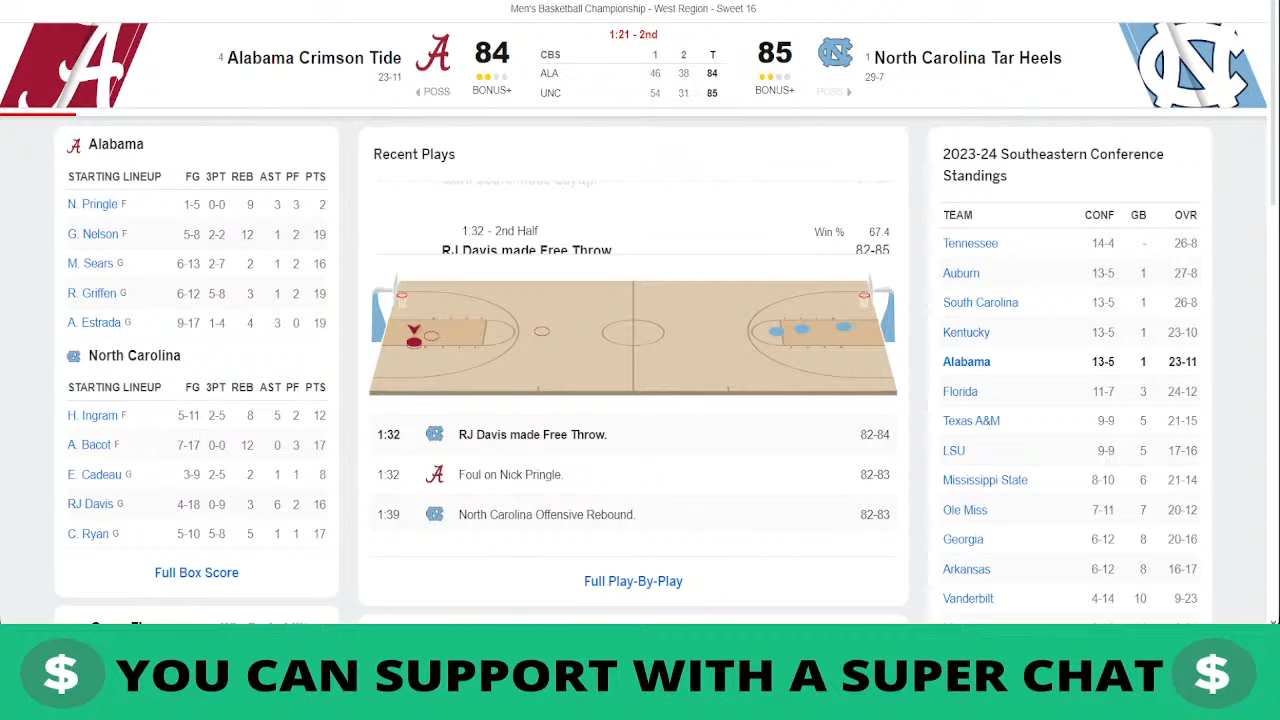 Men's Basketball Championship - West Region - Sweet 16
4 Alabama Crimson Tide
23-11
84
BONUS+
POSS
1:21 - 2nd
CBS 1 2 T
ALA 46 38 84
UNC 54 31 85
85
BONUS+
POSS
1 North Carolina Tar Heels
29-7
Alabama
STARTING LINEUP FG 3PT REB AST PF PTS
N. Pringle F 1-5 0-0 9 3 3 2
G. Nelson F 5-8 2-2 12 1 2 19
M. Sears G 6-13 2-7 2 1 2 16
R. Griffen G 6-12 5-8 3 1 2 19
A. Estrada G 9-17 1-4 4 3 0 19
North Carolina
STARTING LINEUP FG 3PT REB AST PF PTS
H. Ingram F 5-11 2-5 8 5 2 12
A. Bacot F 7-17 0-0 12 0 3 17
E. Cadeau G 3-9 2-5 2 1 1 8
RJ Davis G 4-18 0-9 3 6 2 16
C. Ryan G 5-10 5-8 5 1 1 17
Full Box Score
Recent Plays
1:32 - 2nd Half Win % 67.4
RJ Davis made Free Throw 82-85
1:32 RJ Davis made Free Throw. 82-84
1:32 Foul on Nick Pringle. 82-83
1:39 North Carolina Offensive Rebound. 82-83
Full Play-By-Play
2023-24 Southeastern Conference
Standings
TEAM CONF GB OVR
Tennessee 14-4 - 26-8
Auburn 13-5 1 27-8
South Carolina 13-5 1 26-8
Kentucky 13-5 1 23-10
Alabama 13-5 1 23-11
Florida 11-7 3 24-12
Texas A&M 9-9 5 21-15
LSU 9-9 5 17-16
Mississippi State 8-10 6 21-14
Ole Miss 7-11 7 20-12
Georgia 6-12 8 20-16
Arkansas 6-12 8 16-17
Vanderbilt 4-14 10 9-23
$ YOU CAN SUPPORT WITH A SUPER CHAT $